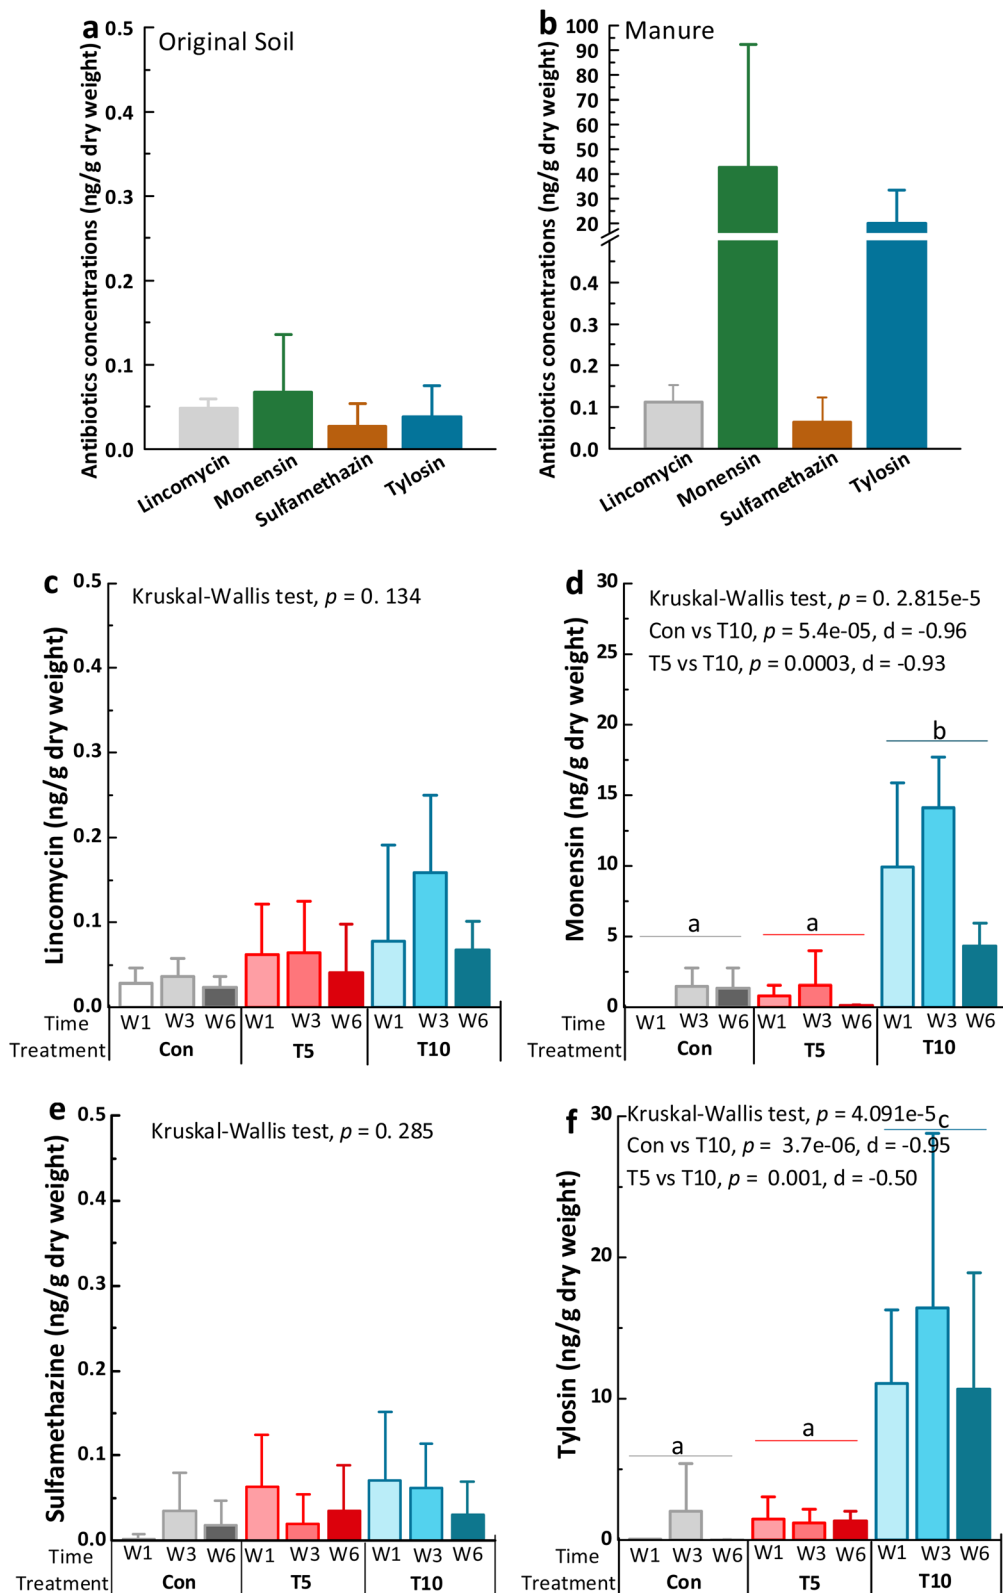 a
Original Soil
Antibiotics concentrations (ng/g dry weight)
0.5
0.4
0.3
0.2
0.1
0.0
Lincomycin
Monensin
Sulfamethazin
Tylosin
b
Manure
Antibiotics concentrations (ng/g dry weight)
100
90
80
70
60
50
40
30
20
0.4
0.3
0.2
0.1
0.0
Lincomycin
Monensin
Sulfamethazin
Tylosin
c
Kruskal-Wallis test, p = 0. 134
Lincomycin (ng/g dry weight)
0.5
0.4
0.3
0.2
0.1
0.0
Time W1 W3 W6 W1 W3 W6 W1 W3 W6
Treatment Con T5 T10
d
Kruskal-Wallis test, p = 0. 2.815e-5
Con vs T10, p = 5.4e-05, d = -0.96
T5 vs T10, p = 0.0003, d = -0.93
Monensin (ng/g dry weight)
30
25
20
15
10
5
0
a
a
b
Time W1 W3 W6 W1 W3 W6 W1 W3 W6
Treatment Con T5 T10
e
Kruskal-Wallis test, p = 0. 285
Sulfamethazine (ng/g dry weight)
0.5
0.4
0.3
0.2
0.1
0.0
Time W1 W3 W6 W1 W3 W6 W1 W3 W6
Treatment Con T5 T10
f
Kruskal-Wallis test, p = 4.091e-5
Con vs T10, p = 3.7e-06, d = -0.95
T5 vs T10, p = 0.001, d = -0.50
Tylosin (ng/g dry weight)
30
20
10
0
a
a
c
Time W1 W3 W6 W1 W3 W6 W1 W3 W6
Treatment Con T5 T10